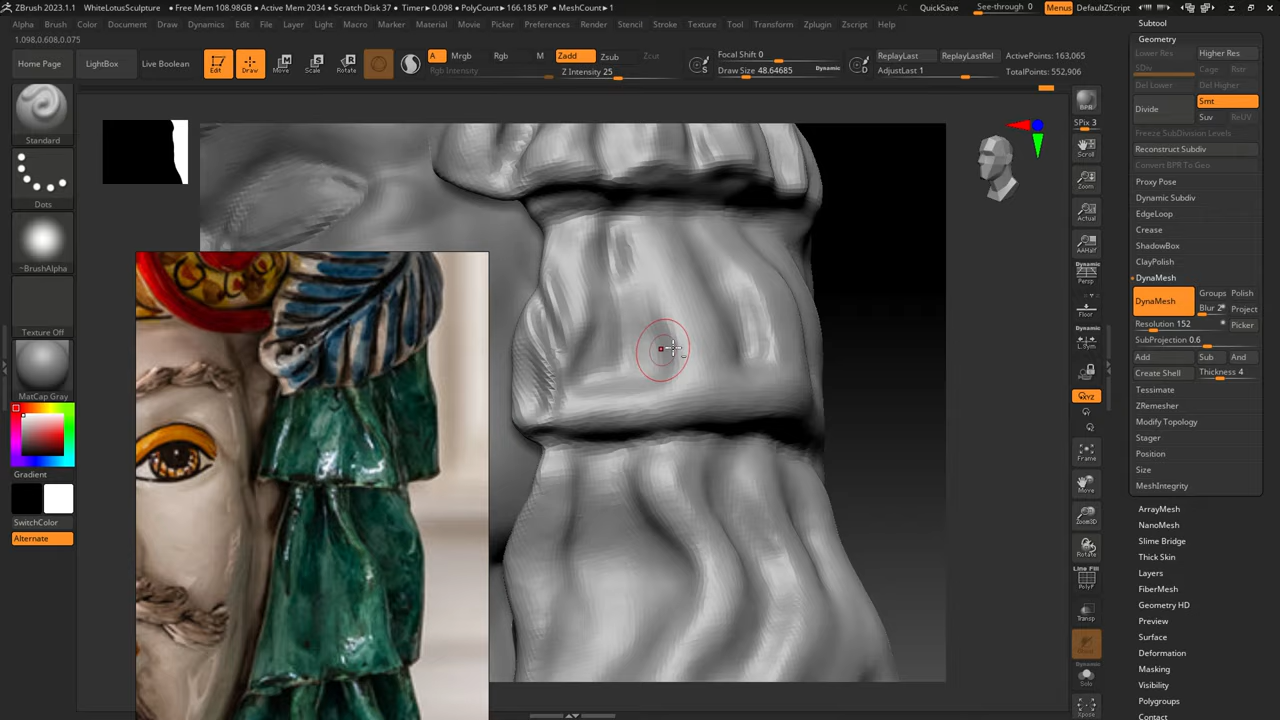 ZBrush 2023.1.1 WhiteLotusSculpture • Free Mem 108.98GB • Active Mem 2034 • Scratch Disk 37 • Timer▸0.098 • PolyCount▸166.185 KP • MeshCount▸1 AC QuickSave See-through 0 Menus DefaultZScript
Alpha Brush Color Document Draw Dynamics Edit File Layer Light Macro Marker Material Movie Picker Preferences Render Stencil Stroke Texture Tool Transform Zplugin Zscript Help
1.098,0.608,0.075
Home Page LightBox Live Boolean Edit Draw Move Scale Rotate A Mrgb Rgb M Zadd Zsub Zcut
Rgb Intensity Z Intensity 25
Focal Shift 0
Draw Size 48.64685 Dynamic
S
D
ReplayLast ReplayLastRel
AdjustLast 1
ActivePoints: 163,065
TotalPoints: 552,906
Standard
Dots
~BrushAlpha
Texture Off
MatCap Gray
Gradient
SwitchColor
Alternate
BPR
SPix 3
Scroll
Zoom
Actual
AAHalf
Dynamic
Persp
Floor
Dynamic
L.Sym
XYZ
Frame
Move
Zoom3D
Rotate
Line Fill
PolyF
Transp
Dynamic
Solo
Xpose
Subtool
Geometry
Lower Res Higher Res
SDiv Cage Rstr
Del Lower Del Higher
Divide Smt
Suv ReUV
Freeze SubDivision Levels
Reconstruct Subdiv
Convert BPR To Geo
Proxy Pose
Dynamic Subdiv
EdgeLoop
Crease
ShadowBox
ClayPolish
DynaMesh
DynaMesh Groups Polish
Blur 2 Project
Resolution 152 Picker
SubProjection 0.6
Add Sub And
Create Shell Thickness 4
Tessimate
ZRemesher
Modify Topology
Stager
Position
Size
MeshIntegrity
ArrayMesh
NanoMesh
Slime Bridge
Thick Skin
Layers
FiberMesh
Geometry HD
Preview
Surface
Deformation
Masking
Visibility
Polygroups
Contact